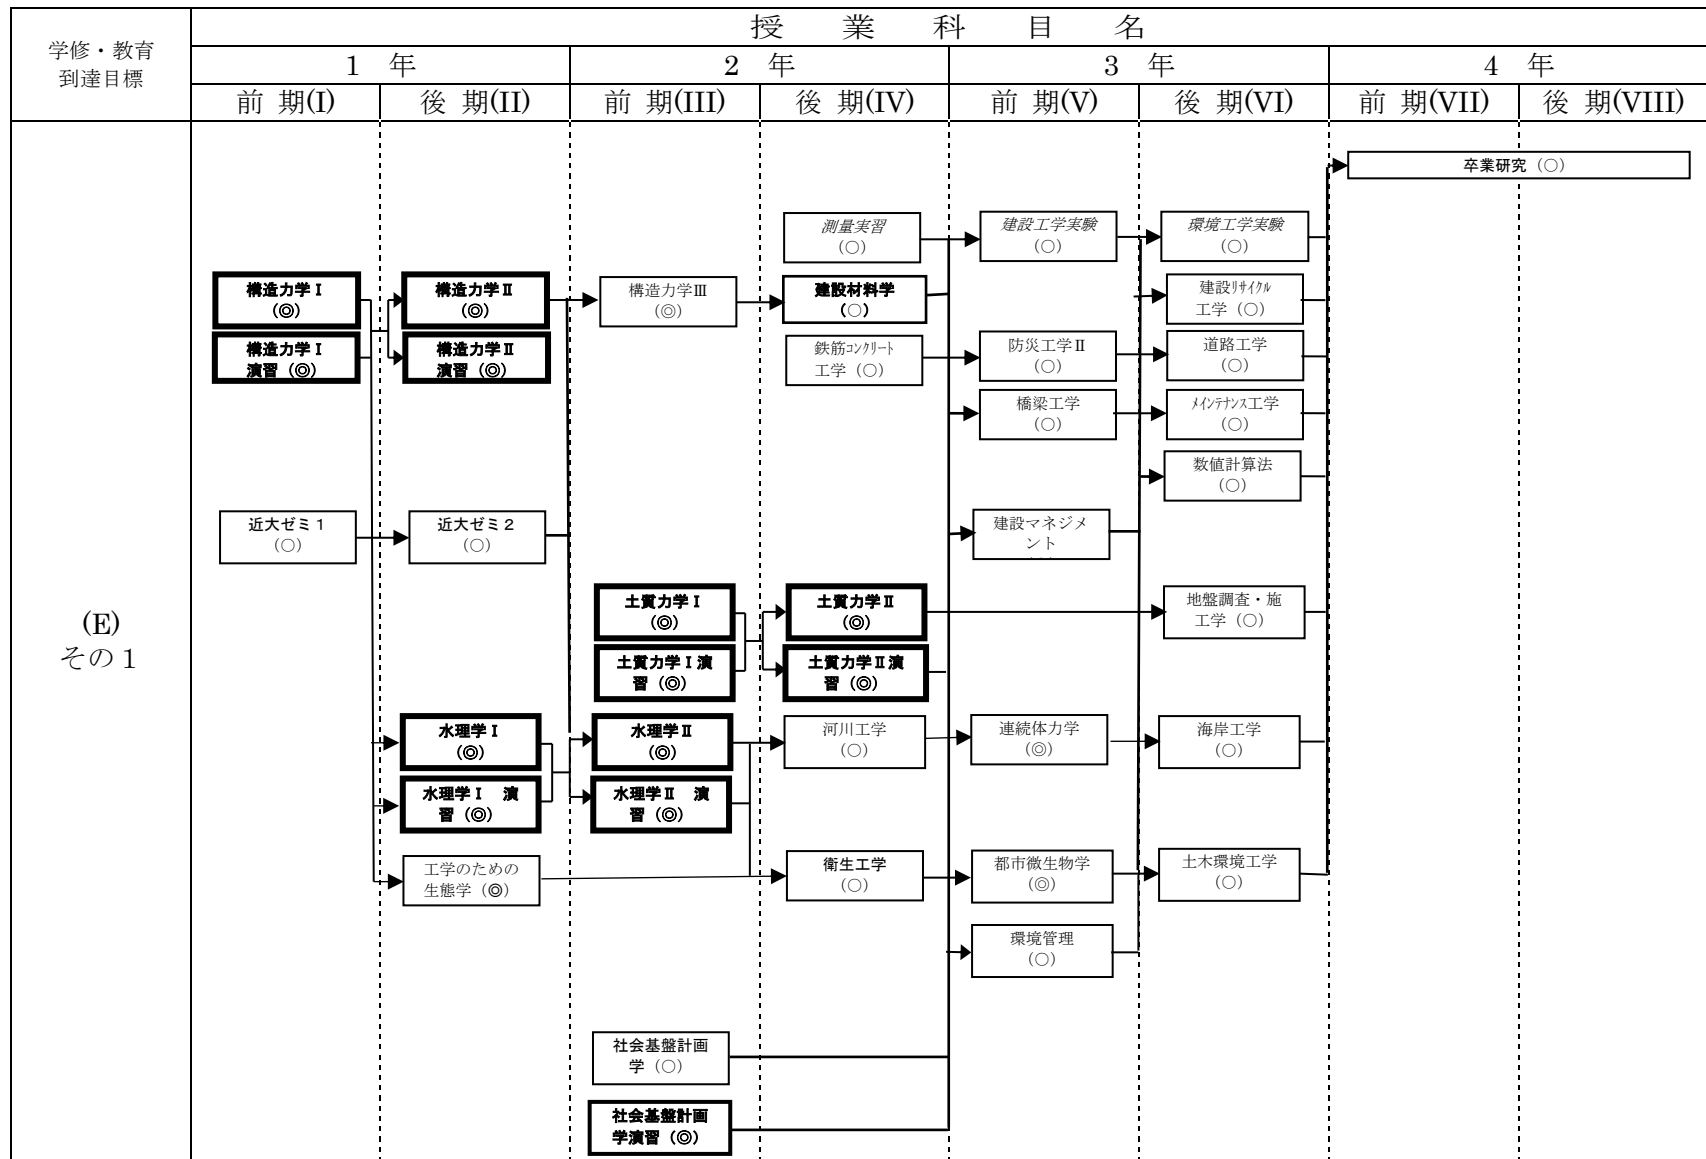 学修・教育
到達目標
授 業 科 目 名
1 年
2 年
3 年
4 年
前 期(I)
後 期(II)
前 期(III)
後 期(IV)
前 期(V)
後 期(VI)
前 期(VII)
後 期(VIII)
(E)
その１
卒業研究（○）
測量実習
（○）
建設工学実験
（○）
環境工学実験
（○）
構造力学Ⅰ
（◎）
構造力学Ⅱ
（◎）
構造力学Ⅲ
（◎）
建設材料学
（○）
建設ﾘｻｲｸﾙ
工学（○）
構造力学Ⅰ
演習（◎）
構造力学Ⅱ
演習（◎）
鉄筋ｺﾝｸﾘｰﾄ
工学（○）
防災工学Ⅱ
（○）
道路工学
（○）
橋梁工学
（○）
ﾒｲﾝﾃﾅﾝｽ工学
（○）
数値計算法
（○）
近大ゼミ１
（○）
近大ゼミ２
（○）
建設マネジメ
ント
土質力学Ⅰ
（◎）
土質力学Ⅱ
（◎）
地盤調査・施
工学（○）
土質力学Ⅰ演
習（◎）
土質力学Ⅱ演
習（◎）
水理学Ⅰ
（◎）
水理学Ⅱ
（◎）
河川工学
（○）
連続体力学
（◎）
海岸工学
（○）
水理学Ⅰ　演
習（◎）
水理学Ⅱ　演
習（◎）
工学のための
生態学（◎）
衛生工学
（○）
都市微生物学
（◎）
土木環境工学
（○）
環境管理
（○）
社会基盤計画
学（○）
社会基盤計画
学演習（◎）